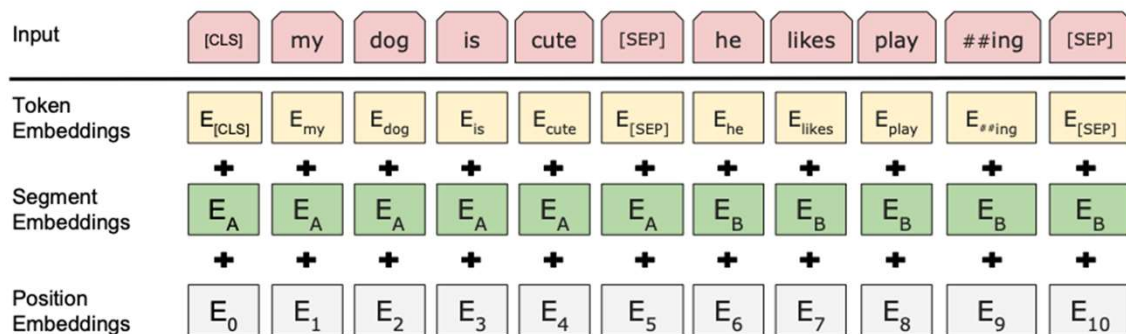 Input [CLS] my dog is cute [SEP] he likes play ##ing [SEP]
Token Embeddings E[CLS] Emy Edog Eis Ecute E[SEP] Ehe Elikes Eplay E##ing E[SEP]
+ + + + + + + + + + +
Segment Embeddings EA EA EA EA EA EA EB EB EB EB EB
+ + + + + + + + + + +
Position Embeddings E0 E1 E2 E3 E4 E5 E6 E7 E8 E9 E10